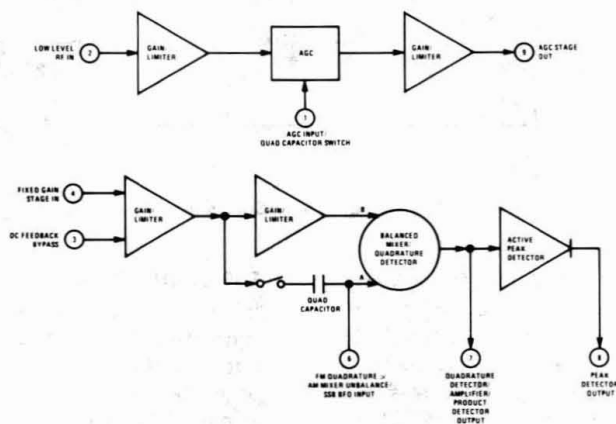 LOW LEVEL
RF IN
2
GAIN/
LIMITER
AGC
GAIN/
LIMITER
9
AGC STAGE
OUT
1
AGC INPUT/
QUAD CAPACITOR SWITCH
FIXED GAIN
STAGE IN
4
GAIN/
LIMITER
DC FEEDBACK
BYPASS
3
GAIN/
LIMITER
B
BALANCED
MIXER/
QUADRATURE
DETECTOR
A
ACTIVE
PEAK
DETECTOR
QUAD
CAPACITOR
6
FM QUADRATURE
AM MIXER UNBALANCE
SSB BFO INPUT
7
QUADRATURE
DETECTOR/
AMPLIFIER/
PRODUCT
DETECTOR
OUTPUT
8
PEAK
DETECTOR
OUTPUT